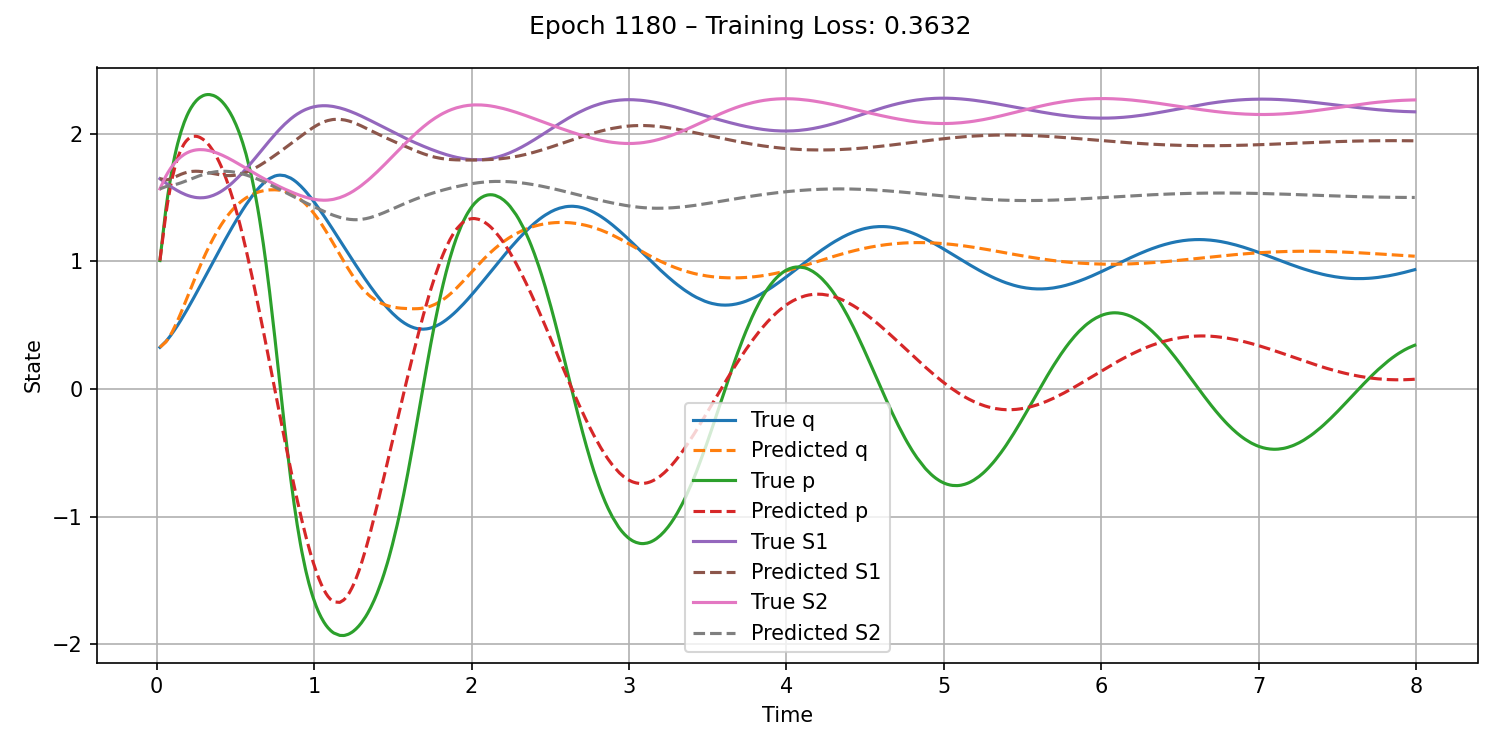 Epoch 1180 – Training Loss: 0.3632
State
2
1
0
−1
−2
True q
Predicted q
True p
Predicted p
True S1
Predicted S1
True S2
Predicted S2
0 1 2 3 4 5 6 7 8
Time